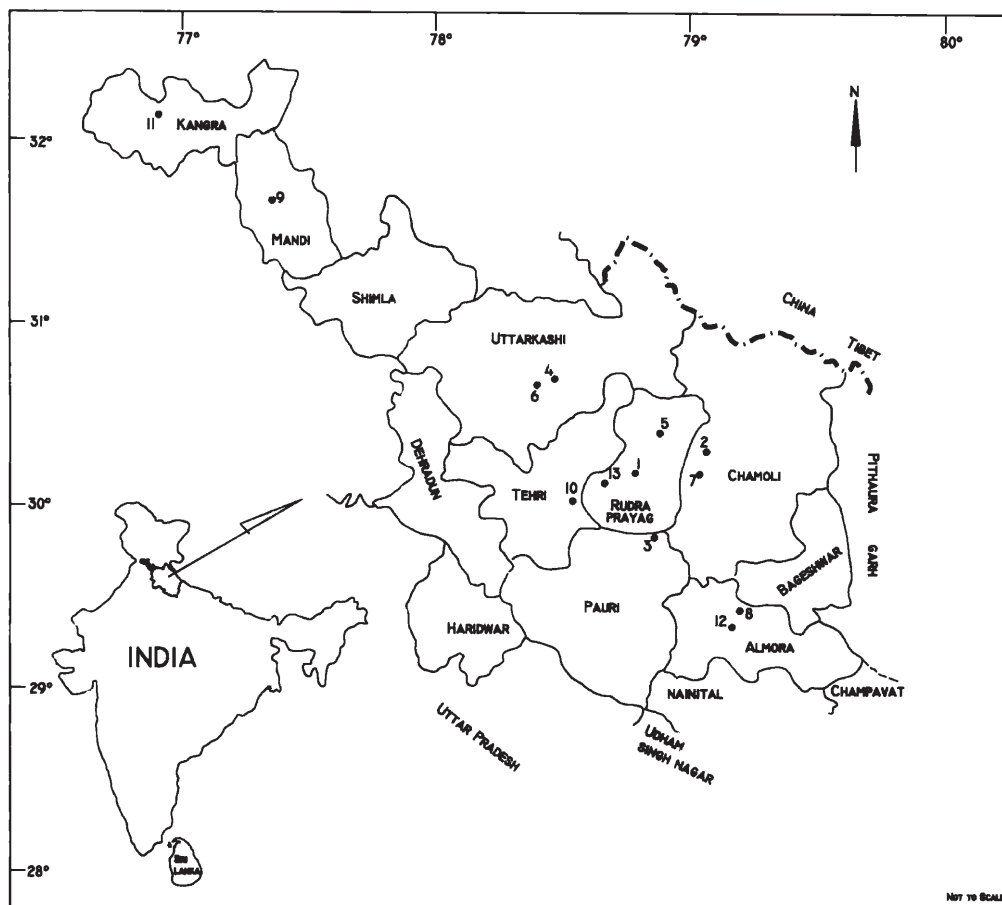 77°
78°
79°
80°
N
11
KANGRA
32°
9
MANDI
SHIMLA
CHINA
31°
TIBET
UTTARKASHI
4
6
5
2
DEHRADUN
1
CHAMOLI
PITHAURA GARH
13
7
TEHRI
10
RUDRA
PRAYAG
30°
3
BAGESHWAR
PAURI
8
HARIDWAR
12
ALMORA
INDIA
29°
NAINITAL
CHAMPAVAT
UTTAR PRADESH
UDHAM
SINGH NAGAR
SRI
LANKA
28°
NOT TO SCALE